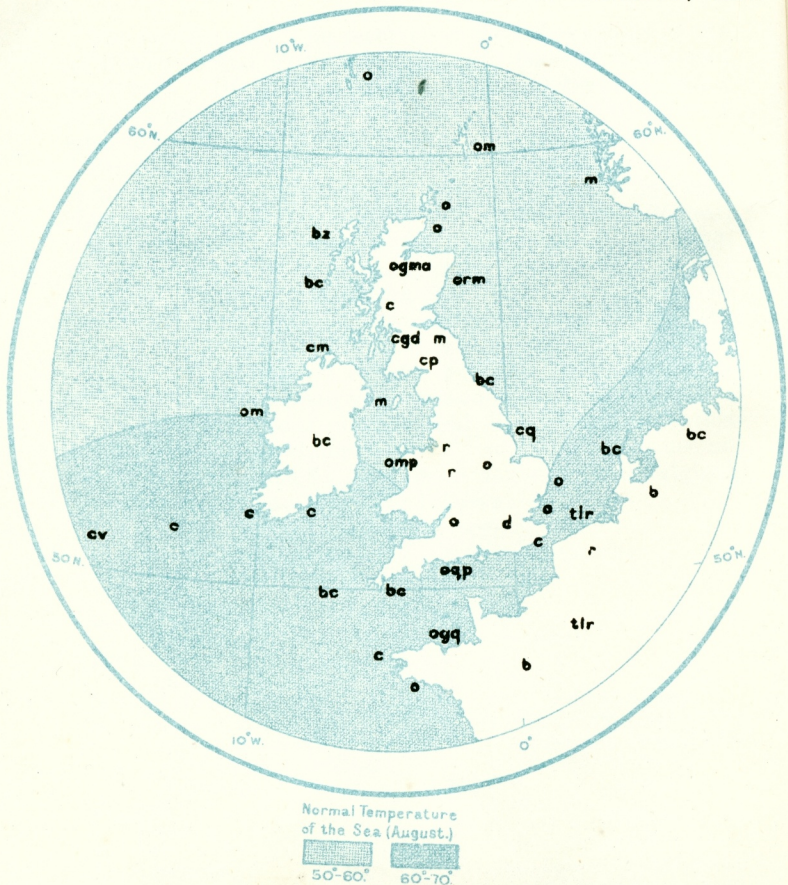 10°W.
0°
o
60°N.
om
60°N.
m
o
o
bz
ogma
bc
orm
c
cgd m
cm
cp
bc
m
om
cq
bc
bc
bc
r
omp
o
r
b
o
c
c
o
tlr
c
o
d
cv
c
r
50°N.
50°N.
oqp
bc
bc
tlr
ogq
c
b
o
10°W.
0°
Normal Temperature
of the Sea (August.)
50°-60°.
60°-70°.